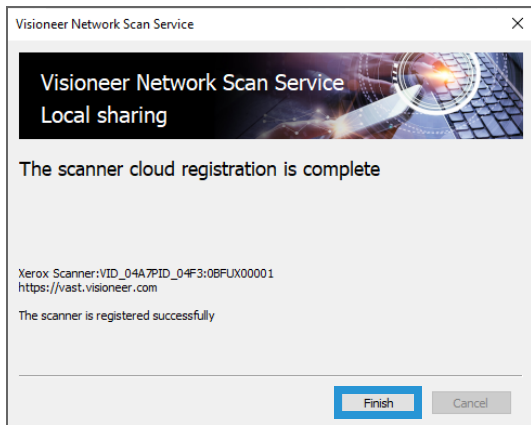 Visioneer Network Scan Service
Visioneer Network Scan Service
Local sharing
The scanner cloud registration is complete
Xerox Scanner:VID_04A7PID_04F3:0BFUX00001
https://vast.visioneer.com
The scanner is registered successfully
Finish
Cancel